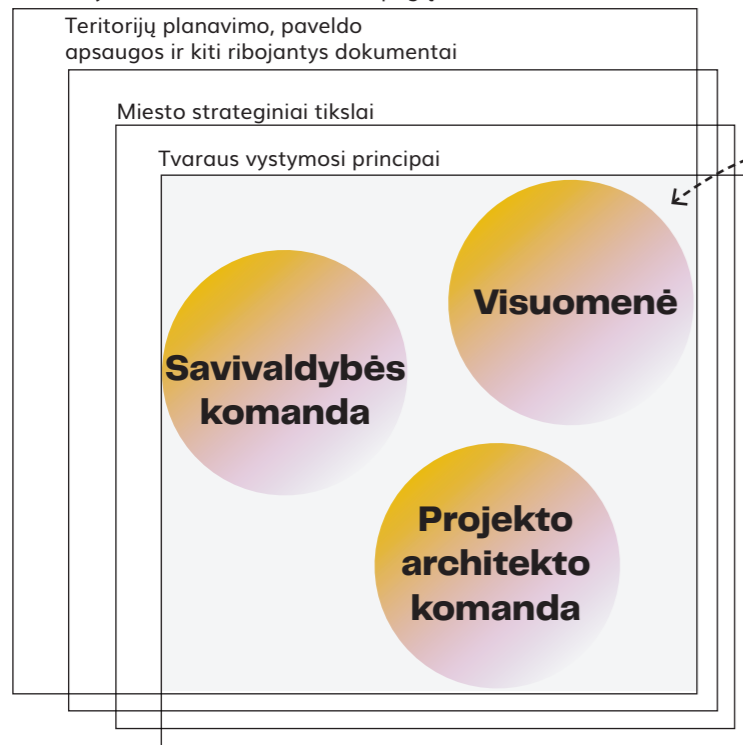 Teritorijų planavimo, paveldo
apsaugos ir kiti ribojantys dokumentai
Miesto strateginiai tikslai
Tvaraus vystymosi principai
Visuomenė
Savivaldybės
komanda
Projekto
architekto
komanda